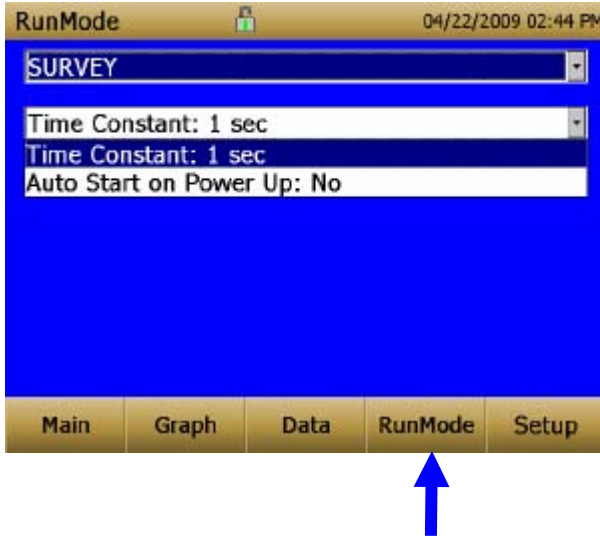 RunMode 04/22/2009 02:44 PM
SURVEY
Time Constant: 1 sec
Time Constant: 1 sec
Auto Start on Power Up: No
Main Graph Data RunMode Setup